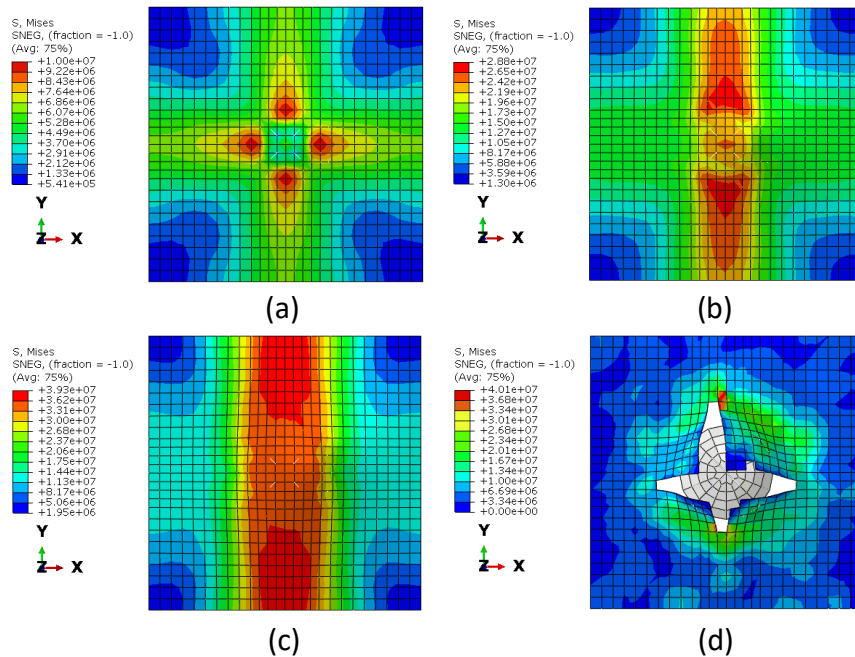 S, Mises
SNEG, (fraction = -1.0)
(Avg: 75%)
+1.00e+07
+9.22e+06
+8.43e+06
+7.64e+06
+6.86e+06
+6.07e+06
+5.28e+06
+4.49e+06
+3.70e+06
+2.91e+06
+2.12e+06
+1.33e+06
+5.41e+05
Y
Z
X
(a)
S, Mises
SNEG, (fraction = -1.0)
(Avg: 75%)
+2.88e+07
+2.65e+07
+2.42e+07
+2.19e+07
+1.96e+07
+1.73e+07
+1.50e+07
+1.27e+07
+1.05e+07
+8.17e+06
+5.88e+06
+3.59e+06
+1.30e+06
Y
Z
X
(b)
S, Mises
SNEG, (fraction = -1.0)
(Avg: 75%)
+3.93e+07
+3.62e+07
+3.31e+07
+3.00e+07
+2.68e+07
+2.37e+07
+2.06e+07
+1.75e+07
+1.44e+07
+1.13e+07
+8.17e+06
+5.06e+06
+1.95e+06
Y
Z
X
(c)
S, Mises
SNEG, (fraction = -1.0)
(Avg: 75%)
+4.01e+07
+3.68e+07
+3.34e+07
+3.01e+07
+2.68e+07
+2.34e+07
+2.01e+07
+1.67e+07
+1.34e+07
+1.00e+07
+6.69e+06
+3.34e+06
+0.00e+00
Y
Z
X
(d)